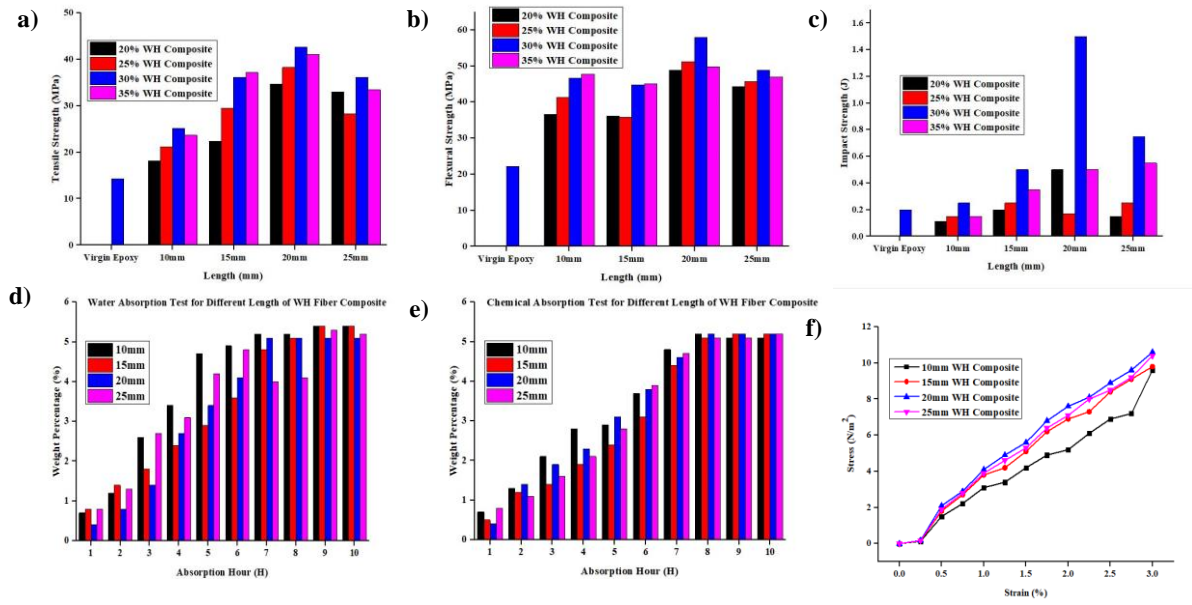 a)
50
40
30
20
10
0
Tensile Strength (MPa)
20% WH Composite
25% WH Composite
30% WH Composite
35% WH Composite
Virgin Epoxy 10mm 15mm 20mm 25mm
Length (mm)
b)
60
50
40
30
20
10
0
Flexural Strength (MPa)
20% WH Composite
25% WH Composite
30% WH Composite
35% WH Composite
Virgin Epoxy 10mm 15mm 20mm 25mm
Length (mm)
c)
1.6
1.4
1.2
1.0
0.8
0.6
0.4
0.2
0.0
Impact Strength (J)
20% WH Composite
25% WH Composite
30% WH Composite
35% WH Composite
Virgin Epoxy 10mm 15mm 20mm 25mm
Length (mm)
d)
Water Absorption Test for Different Length of WH Fiber Composite
6
5
4
3
2
1
0
Weight Percentage (%)
10mm
15mm
20mm
25mm
1 2 3 4 5 6 7 8 9 10
Absorption Hour (H)
e)
Chemical Absorption Test for Different Length of WH Fiber Composite
6
5
4
3
2
1
0
Weight Percentage (%)
10mm
15mm
20mm
25mm
1 2 3 4 5 6 7 8 9 10
Absorption Hour (H)
f)
12
10
8
6
4
2
0
Stress (N/m²)
10mm WH Composite
15mm WH Composite
20mm WH Composite
25mm WH Composite
0.0 0.5 1.0 1.5 2.0 2.5 3.0
Strain (%)